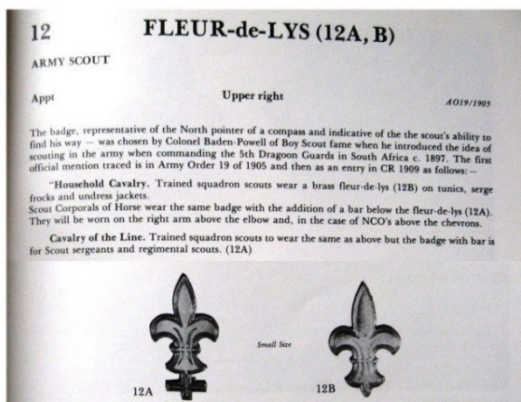 12
FLEUR-de-LYS (12A, B)
ARMY SCOUT
Appt
Upper right
AO19/1905
The badge, representative of the North pointer of a compass and indicative of the the scout's ability to
find his way — was chosen by Colonel Baden-Powell of Boy Scout fame when he introduced the idea of
scouting in the army when commanding the 5th Dragoon Guards in South Africa c. 1897. The first
official mention traced is in Army Order 19 of 1905 and then as an entry in CR 1909 as follows:—
"Household Cavalry. Trained squadron scouts wear a brass fleur-de-lys (12B) on tunics, serge
frocks and undress jackets.
Scout Corporals of Horse wear the same badge with the addition of a bar below the fleur-de-lys (12A).
They will be worn on the right arm above the elbow and, in the case of NCO's above the chevrons.
Cavalry of the Line. Trained squadron scouts to wear the same as above but the badge with bar is
for Scout sergeants and regimental scouts. (12A)
Small Size
12A
12B